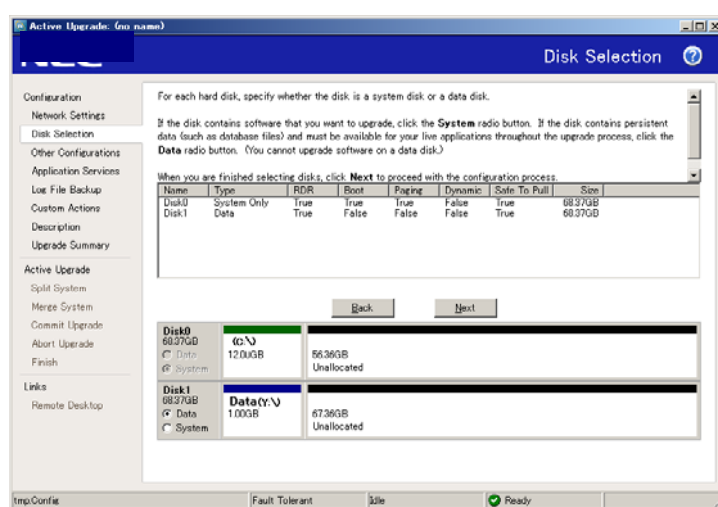 Active Upgrade: (no name)
Disk Selection
?
Configuration
Network Settings
Disk Selection
Other Configurations
Application Services
Log File Backup
Custom Actions
Description
Upgrade Summary
Active Upgrade
Split System
Merge System
Commit Upgrade
Abort Upgrade
Finish
Links
Remote Desktop
For each hard disk, specify whether the disk is a system disk or a data disk.
If the disk contains software that you want to upgrade, click the System radio button. If the disk contains persistent
data (such as database files) and must be available for your live applications throughout the upgrade process, click the
Data radio button. (You cannot upgrade software on a data disk.)
When you are finished selecting disks, click Next to proceed with the configuration process.
Name Type RDR Boot Paging Dynamic Safe To Pull Size
Disk0 System Only True True True False True 68.37GB
Disk1 Data True False False False True 68.37GB
Back Next
Disk0
68.37GB
Data
System
(C:\)
12.00GB
56.36GB
Unallocated
Disk1
68.37GB
Data
System
Data(Y:\)
1.00GB
67.36GB
Unallocated
tmp.Config Fault Tolerant Idle Ready